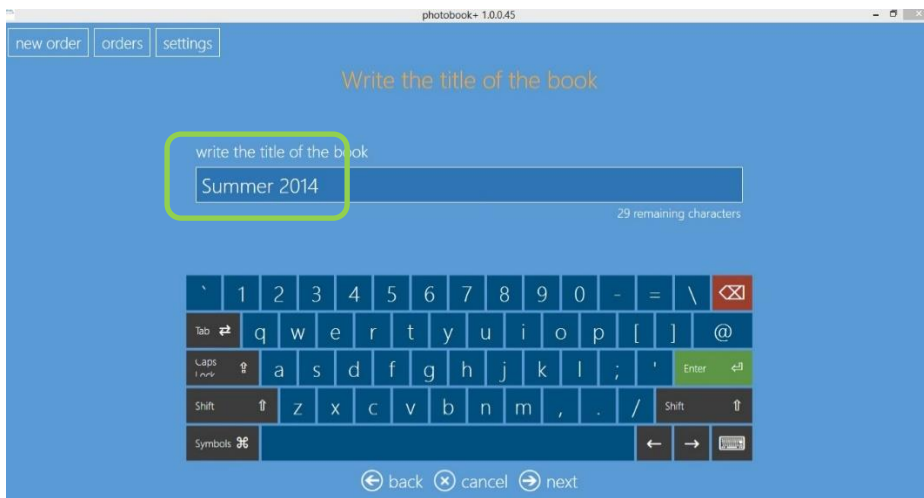 photobook+ 1.0.0.45
new order orders settings
Write the title of the book
write the title of the book
Summer 2014
29 remaining characters
` 1 2 3 4 5 6 7 8 9 0 - = \
Tab q w e r t y u i o p [ ] @
Caps Lock a s d f g h j k l ; ' Enter
Shift z x c v b n m , . / Shift
Symbols ⌘ ← →
back cancel next